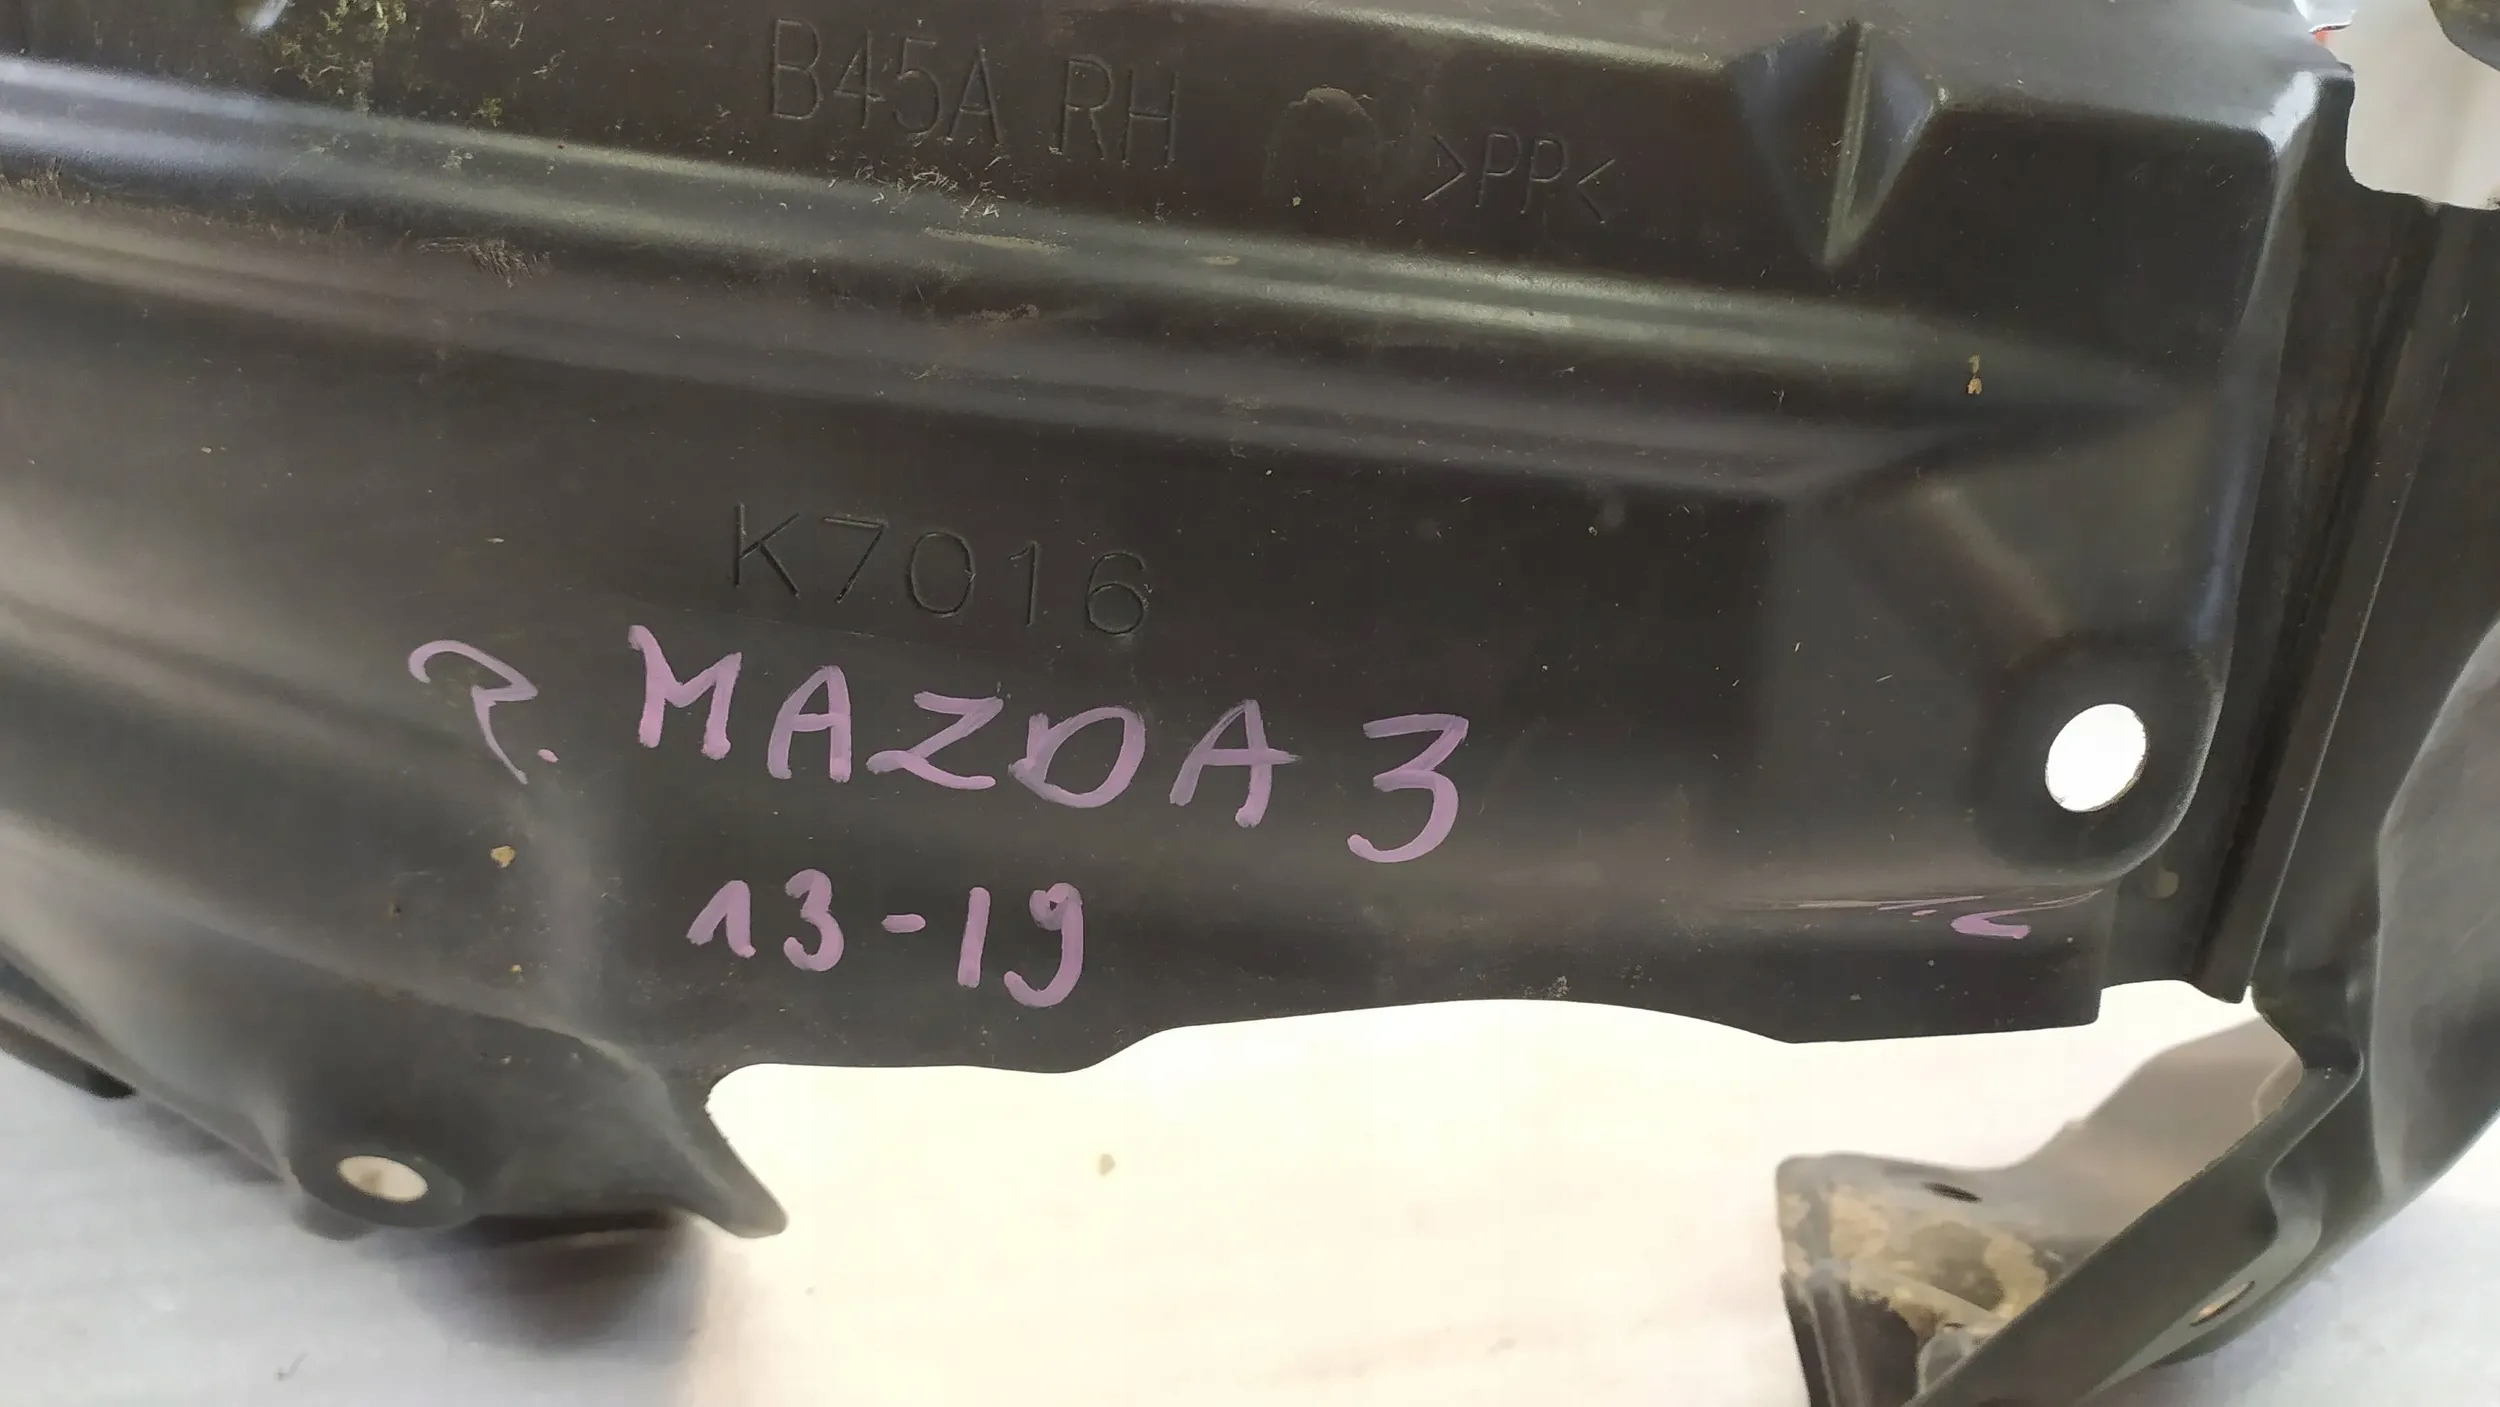 B45A RH >PP<
K7016
R. MAZDA 3
13-19